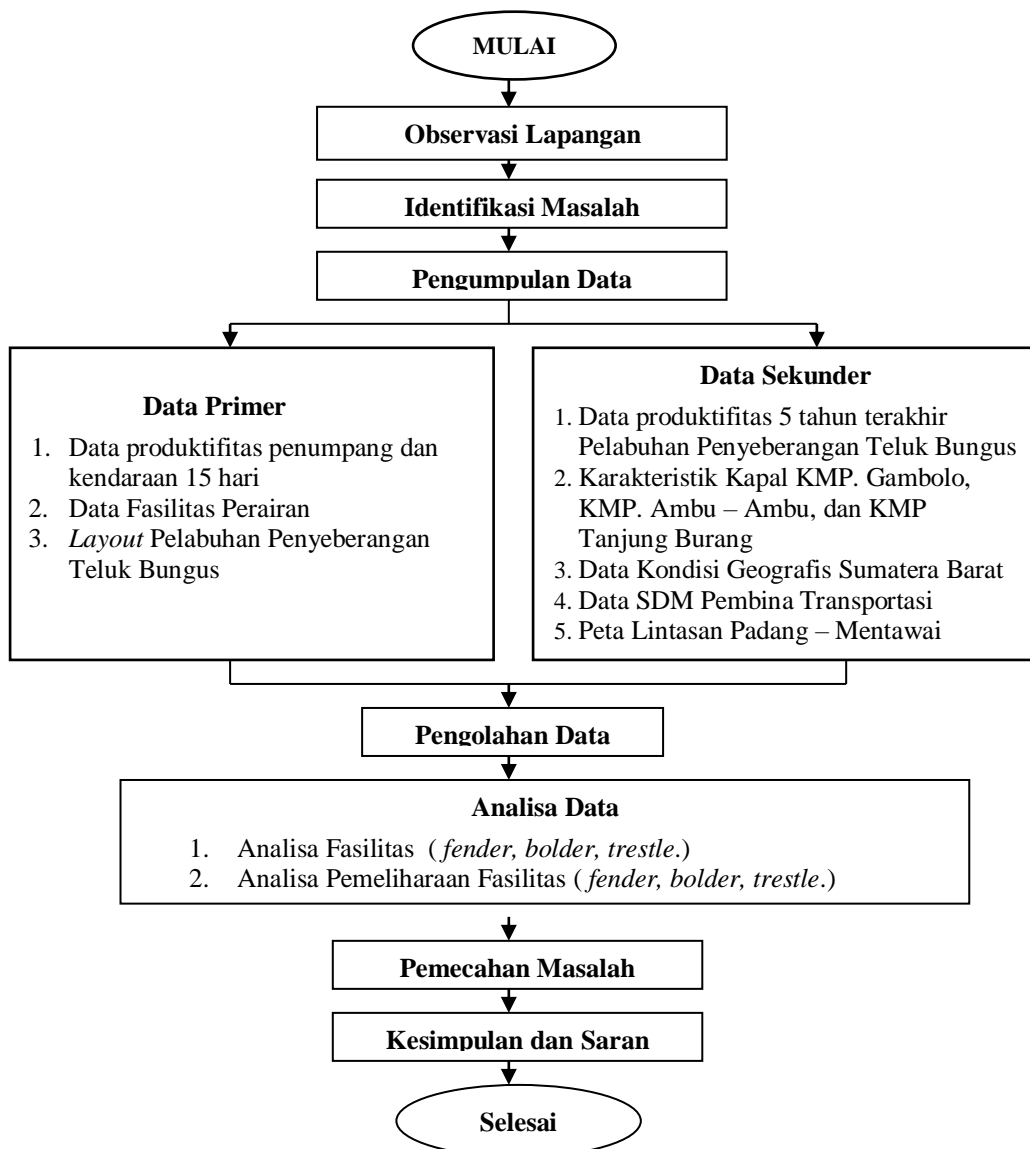 MULAI
Observasi Lapangan
Identifikasi Masalah
Pengumpulan Data
Data Primer
1. Data produktifitas penumpang dan
kendaraan 15 hari
2. Data Fasilitas Perairan
3. Layout Pelabuhan Penyeberangan
Teluk Bungus
Data Sekunder
1. Data produktifitas 5 tahun terakhir
Pelabuhan Penyeberangan Teluk Bungus
2. Karakteristik Kapal KMP. Gambolo,
KMP. Ambu – Ambu, dan KMP
Tanjung Burang
3. Data Kondisi Geografis Sumatera Barat
4. Data SDM Pembina Transportasi
5. Peta Lintasan Padang – Mentawai
Pengolahan Data
Analisa Data
1. Analisa Fasilitas ( fender, bolder, trestle.)
2. Analisa Pemeliharaan Fasilitas ( fender, bolder, trestle.)
Pemecahan Masalah
Kesimpulan dan Saran
Selesai